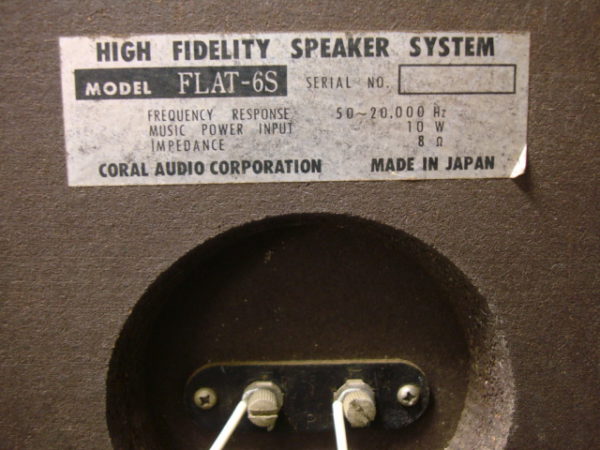 HIGH FIDELITY SPEAKER SYSTEM
MODEL FLAT-6S SERIAL NO.
FREQUENCY RESPONSE 50~20,000 Hz
MUSIC POWER INPUT 10 W
IMPEDANCE 8 Ω
CORAL AUDIO CORPORATION MADE IN JAPAN